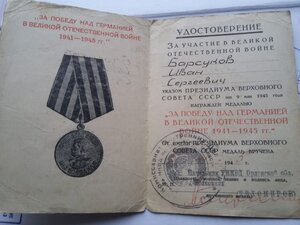 „ЗА ПОБЕДУ НАД ГЕРМАНИЕЙ
В ВЕЛИКОЙ ОТЕЧЕСТВЕННОЙ ВОЙНЕ
1941—1945 гг.“
УДОСТОВЕРЕНИЕ
ЗА УЧАСТИЕ В ВЕЛИКОЙ
ОТЕЧЕСТВЕННОЙ ВОЙНЕ
Барсуков
Иван
Сергеевич
УКАЗОМ ПРЕЗИДИУМА ВЕРХОВНОГО
СОВЕТА СССР от 9 мая 1945 года
НАГРАЖДЕН МЕДАЛЬЮ
„ЗА ПОБЕДУ НАД ГЕРМАНИЕЙ
В ВЕЛИКОЙ ОТЕЧЕСТВЕННОЙ
ВОЙНЕ 1941—1945 гг.“
От имени ПРЕЗИДИУМА ВЕРХОВНОГО
СОВЕТА СССР МЕДАЛЬ ВРУЧЕНА
194